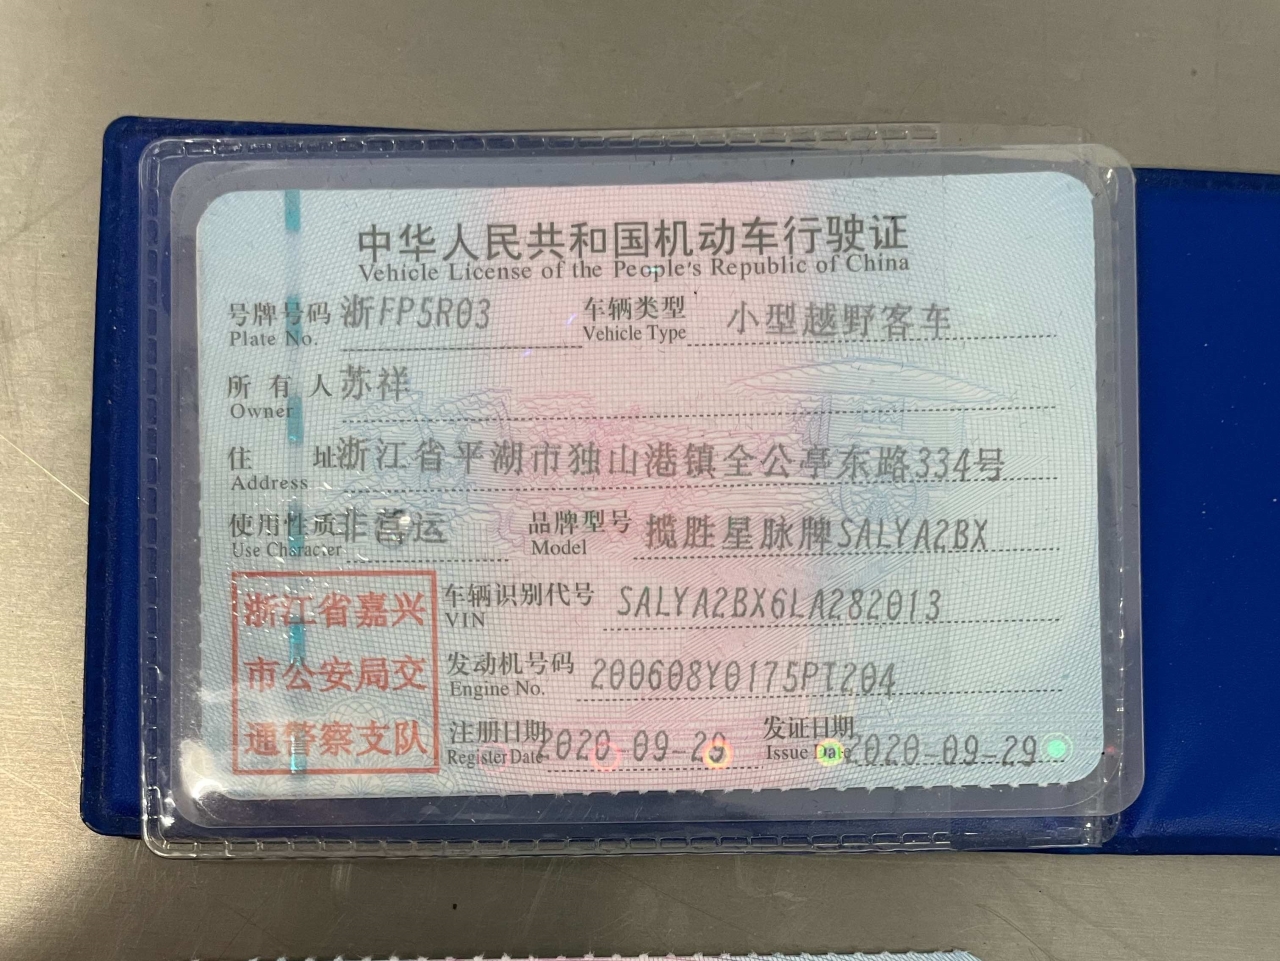 中华人民共和国机动车行驶证
Vehicle License of the People's Republic of China
号牌号码 浙FP5R03 车辆类型 小型越野客车
Plate No. Vehicle Type
所有人 苏祥
Owner
住址 浙江省平湖市独山港镇全公亭东路334号
Address
使用性质 非营运 品牌型号 揽胜星脉牌SALYA2BX
Use Character Model
浙江省嘉兴
市公安局交
通警察支队
车辆识别代号 SALYA2BX6LA282013
VIN
发动机号码 200608Y0175PT204
Engine No.
注册日期 2020-09-29 发证日期 2020-09-29
Register Date Issue Date